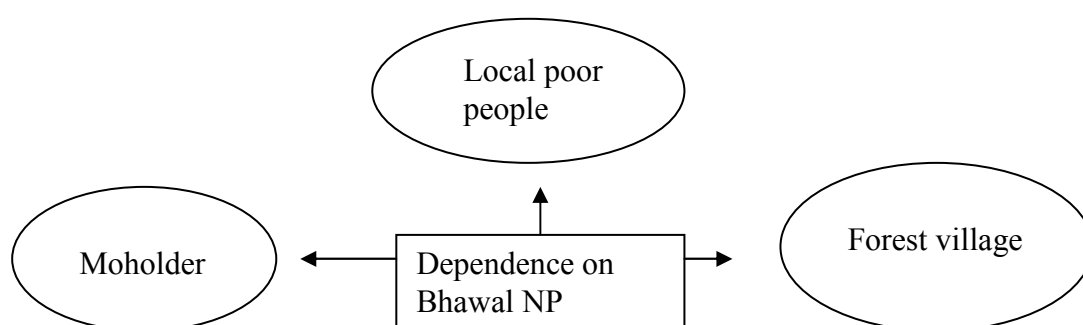 Local poor
people
Moholder
Dependence on
Bhawal NP
Forest village